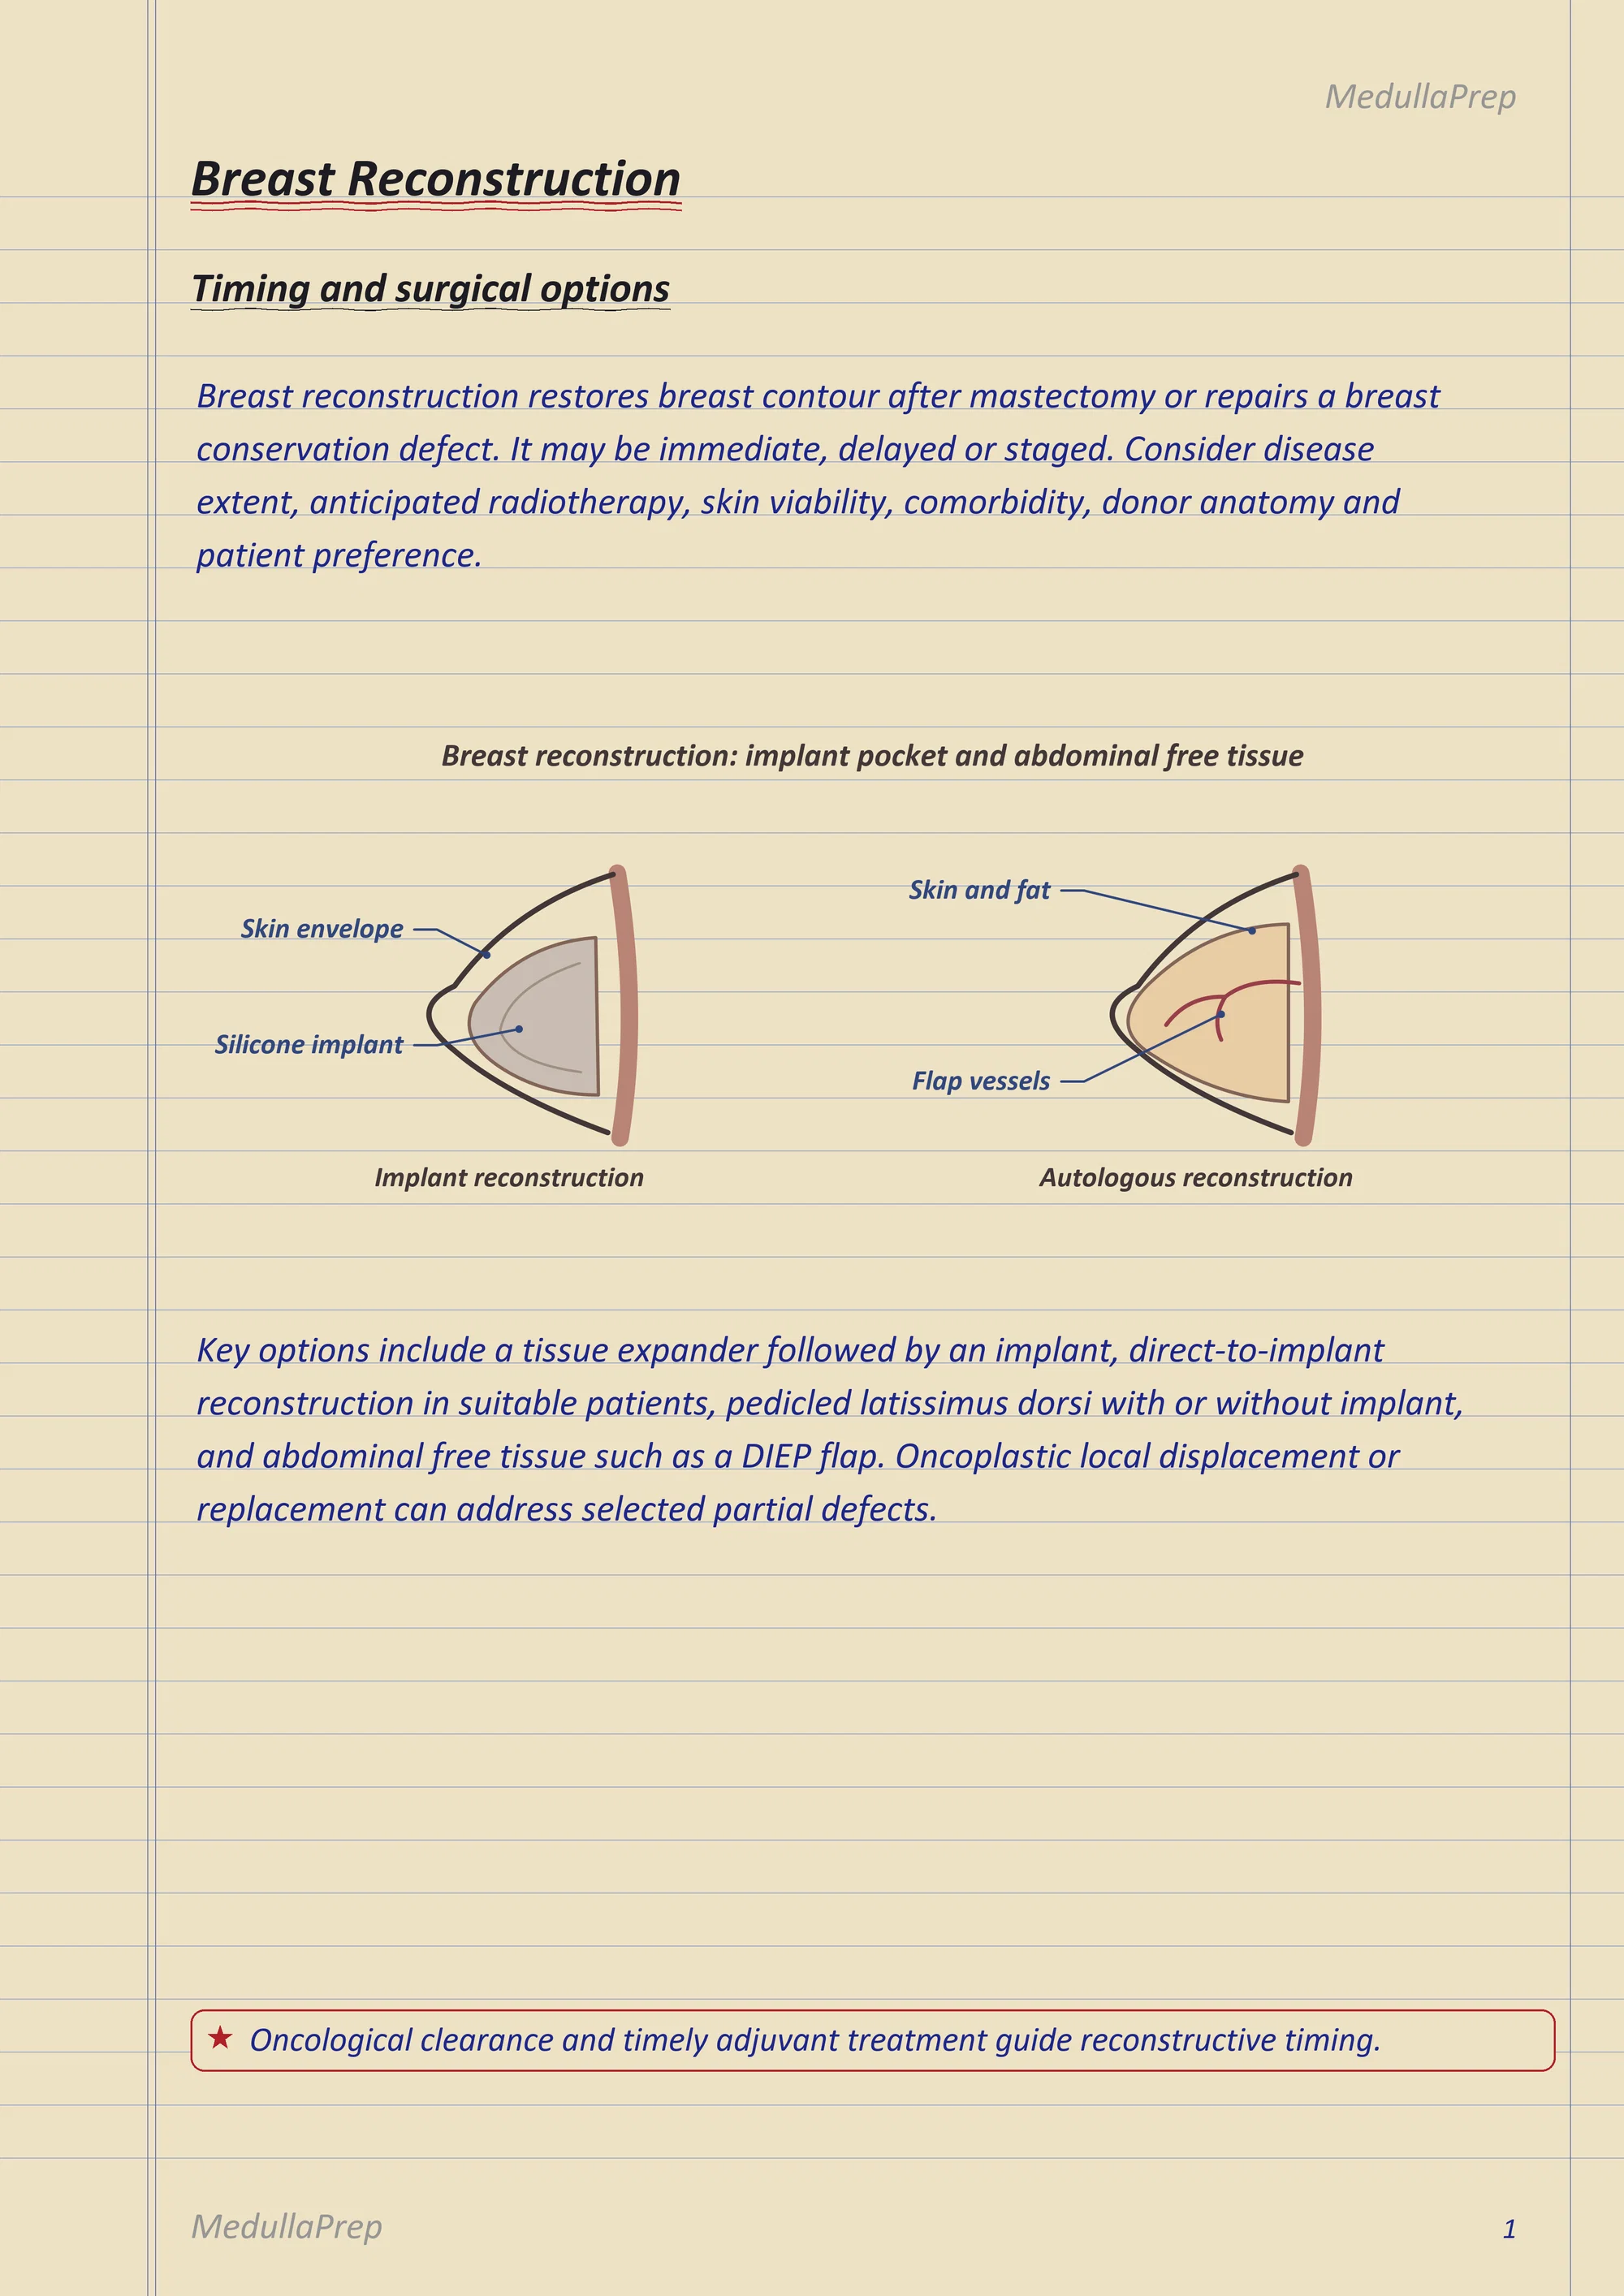 MedullaPrep
Breast Reconstruction
Timing and surgical options
Breast reconstruction restores breast contour after mastectomy or repairs a breast
conservation defect. It may be immediate, delayed or staged. Consider disease
extent, anticipated radiotherapy, skin viability, comorbidity, donor anatomy and
patient preference.
Breast reconstruction: implant pocket and abdominal free tissue
Skin envelope
Silicone implant
Implant reconstruction
Skin and fat
Flap vessels
Autologous reconstruction
Key options include a tissue expander followed by an implant, direct-to-implant
reconstruction in suitable patients, pedicled latissimus dorsi with or without implant,
and abdominal free tissue such as a DIEP flap. Oncoplastic local displacement or
replacement can address selected partial defects.
★ Oncological clearance and timely adjuvant treatment guide reconstructive timing.
MedullaPrep
1